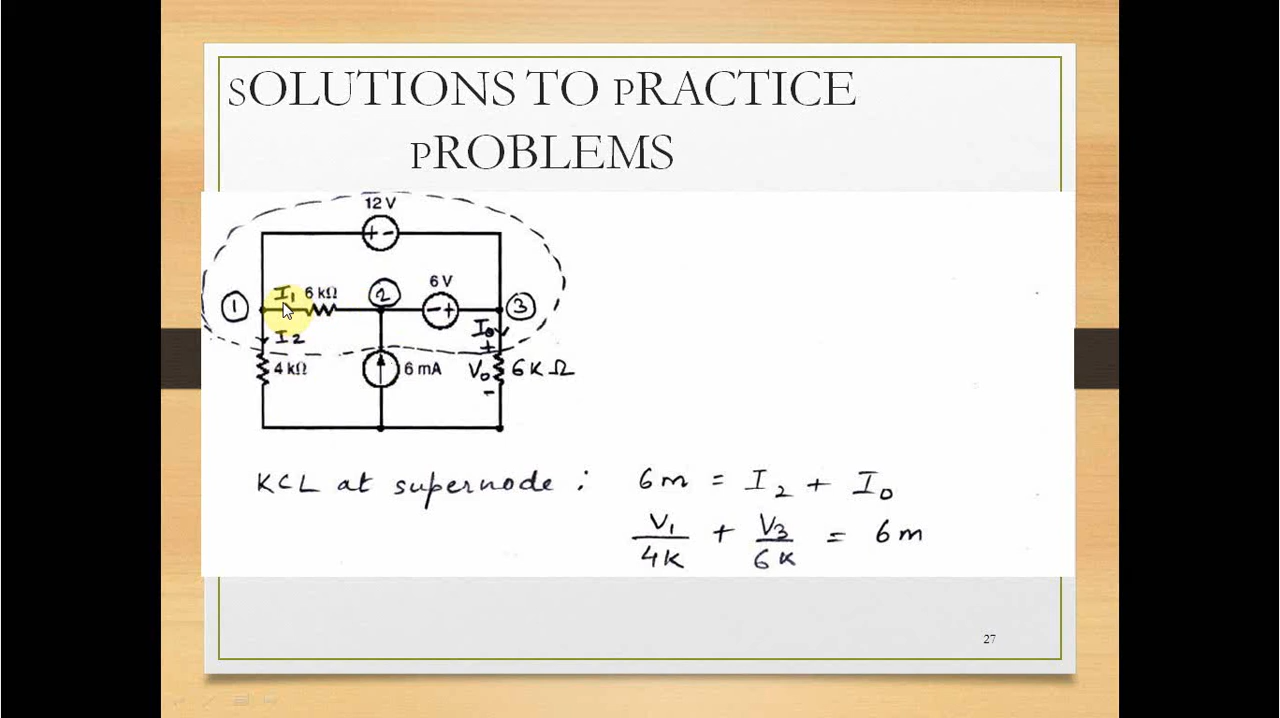 SOLUTIONS TO PRACTICE
PROBLEMS
12 V
I1 6 kΩ 2 6 V
1 3
I2 I0
+
4 kΩ 6 mA V0 6K Ω
-
KCL at supernode : 6m = I2 + I0
V1/4K + V3/6K = 6m
27